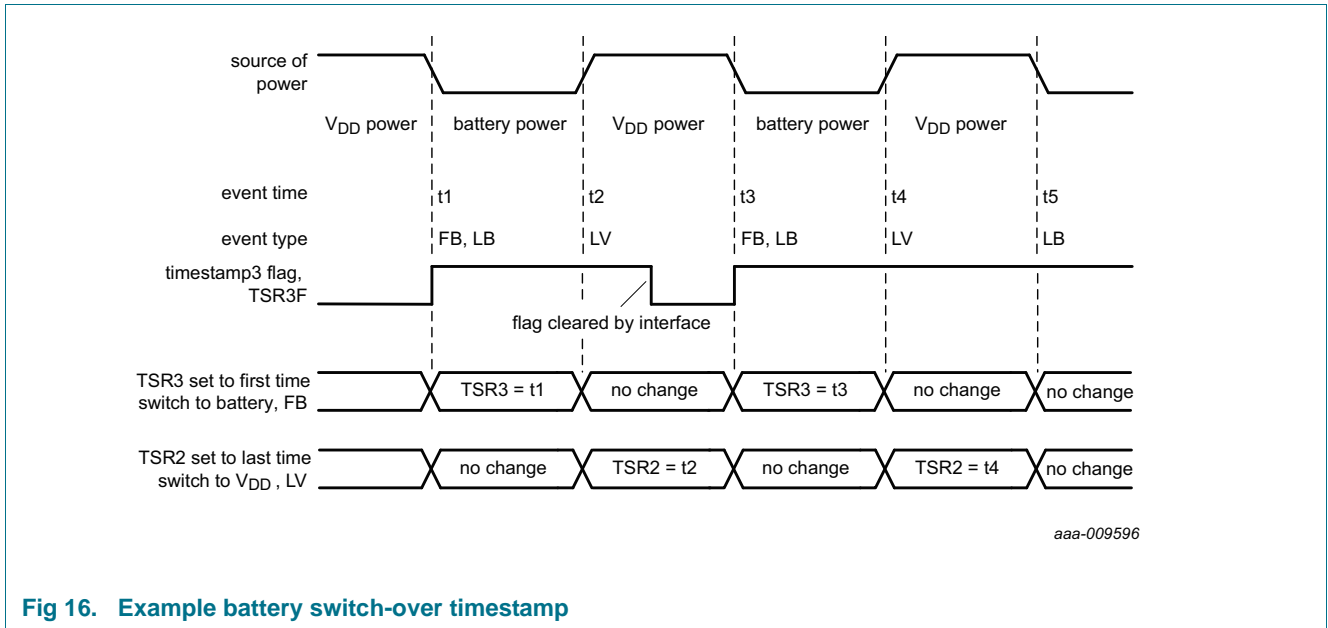 source of
power
V_DD power battery power V_DD power battery power V_DD power
event time t1 t2 t3 t4 t5
event type FB, LB LV FB, LB LV LB
timestamp3 flag,
TSR3F
flag cleared by interface
TSR3 set to first time
switch to battery, FB
TSR3 = t1 no change TSR3 = t3 no change no change
TSR2 set to last time
switch to V_DD , LV
no change TSR2 = t2 no change TSR2 = t4 no change
aaa-009596
Fig 16. Example battery switch-over timestamp